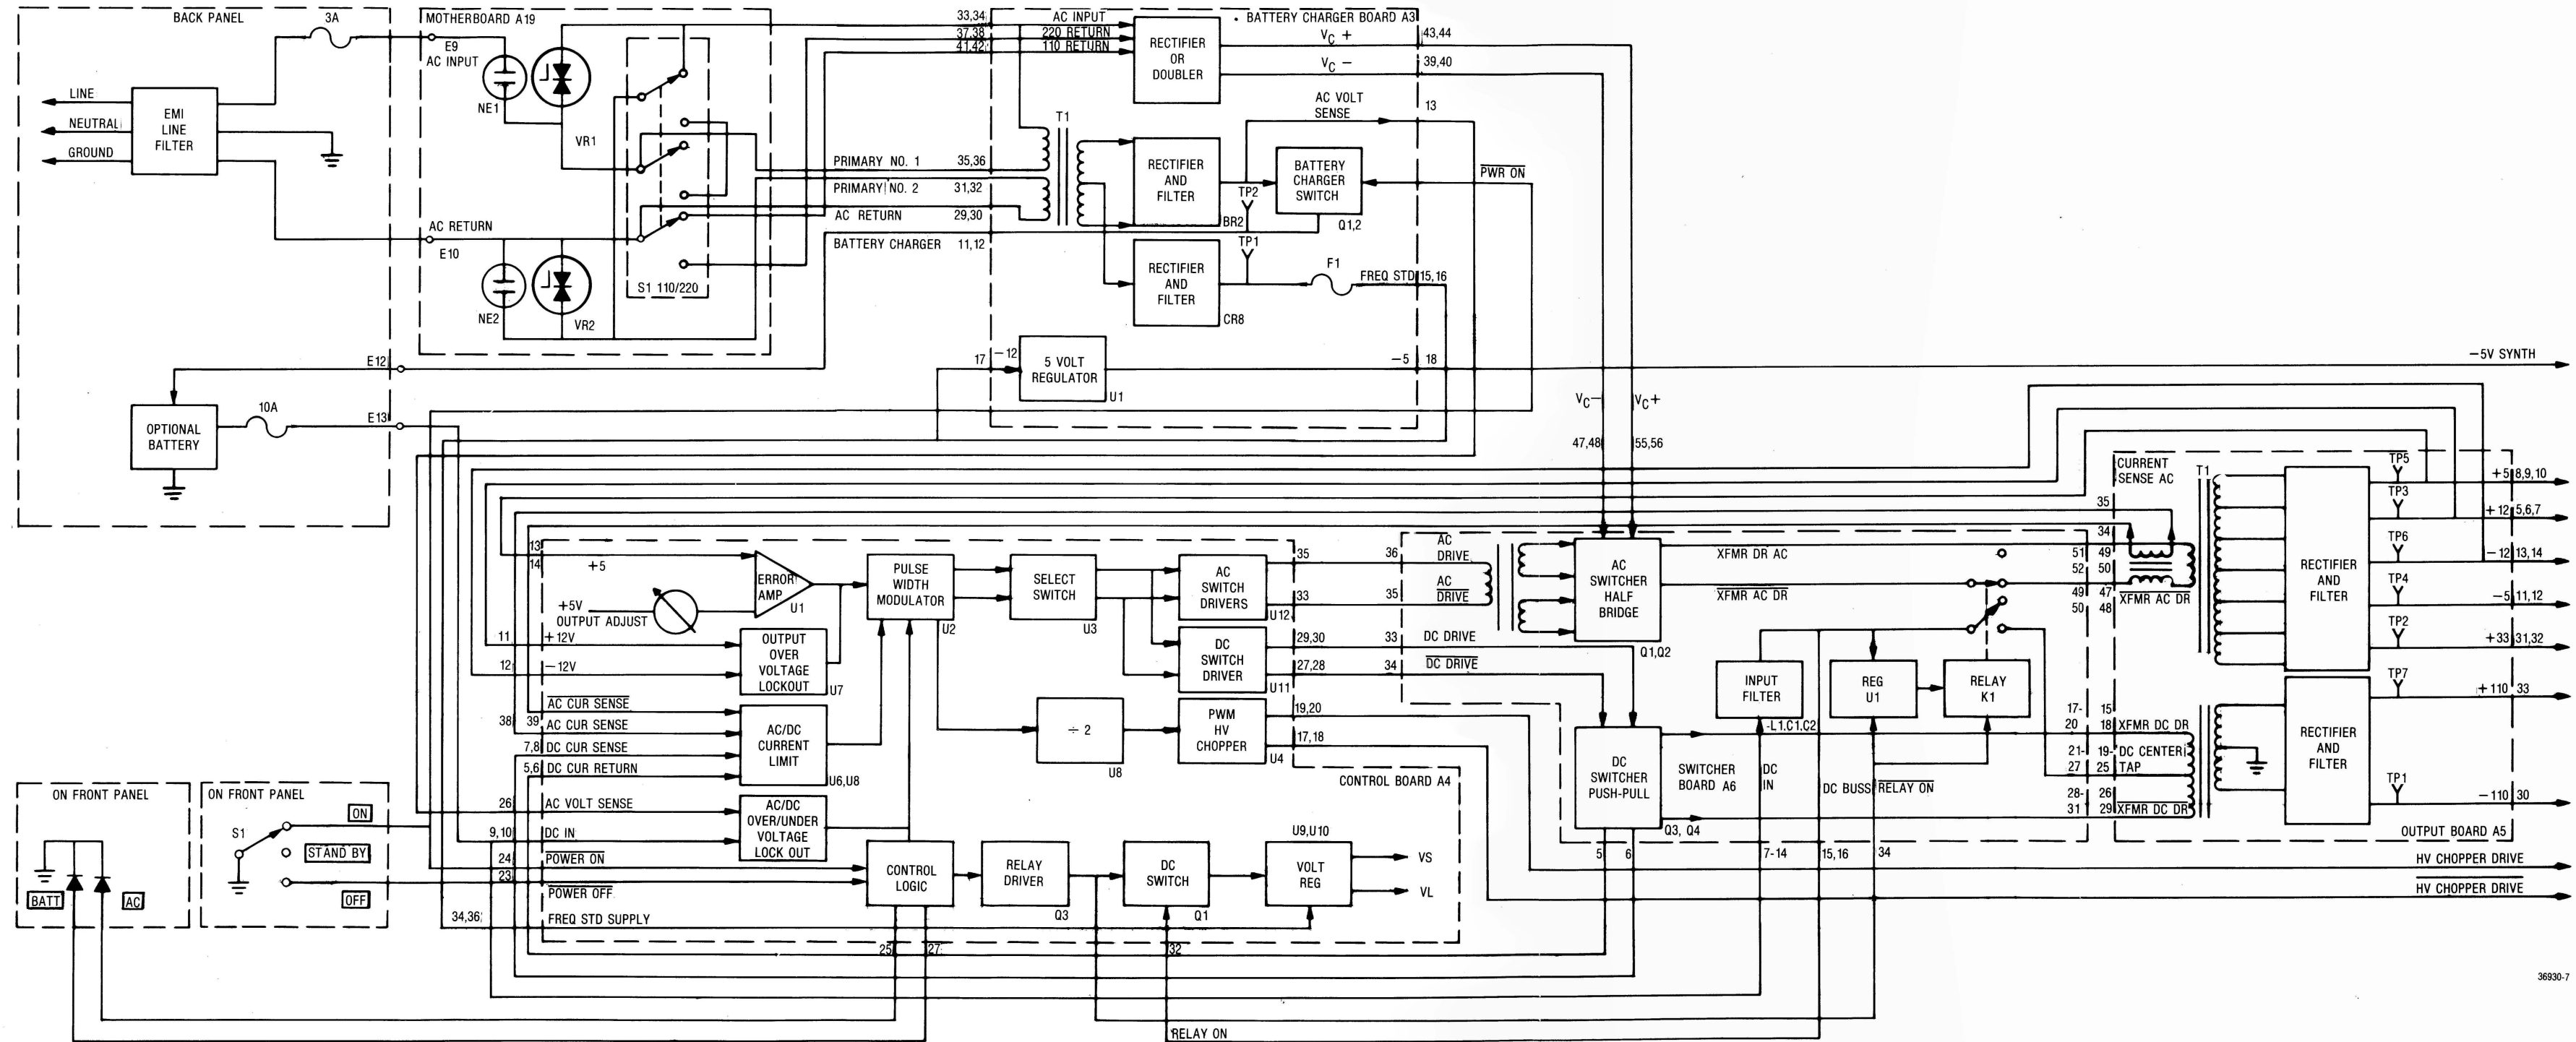 BACK PANEL
3A
LINE
NEUTRAL
GROUND
EMI
LINE
FILTER
OPTIONAL
BATTERY
10A
E12
E13
MOTHERBOARD A19
E9
AC INPUT
NE1
VR1
AC RETURN
E10
NE2
VR2
S1 110/220
33,34
37,38
41,42
AC INPUT
220 RETURN
110 RETURN
PRIMARY NO. 1
35,36
PRIMARY NO. 2
31,32
AC RETURN
29,30
BATTERY CHARGER
11,12
BATTERY CHARGER BOARD A3
RECTIFIER
OR
DOUBLER
VC +
43,44
VC −
39,40
AC VOLT
SENSE
13
T1
RECTIFIER
AND
FILTER
BR2
TP2
BATTERY
CHARGER
SWITCH
Q1,2
PWR ON
TP1
RECTIFIER
AND
FILTER
CR8
F1
FREQ STD
15,16
17
−12
5 VOLT
REGULATOR
U1
−5
18
−5V SYNTH
VC−
VC+
47,48
55,56
13
14
+5
ERROR
AMP
U1
+5V
OUTPUT ADJUST
11
+12V
12
−12V
OUTPUT
OVER
VOLTAGE
LOCKOUT
U7
AC CUR SENSE
38
39
AC CUR SENSE
7,8
DC CUR SENSE
5,6
DC CUR RETURN
AC/DC
CURRENT
LIMIT
U6,U8
26
AC VOLT SENSE
9,10
DC IN
AC/DC
OVER/UNDER
VOLTAGE
LOCK OUT
24
POWER ON
23
POWER OFF
34,36
FREQ STD SUPPLY
PULSE
WIDTH
MODULATOR
U2
SELECT
SWITCH
U3
AC
SWITCH
DRIVERS
U12
DC
SWITCH
DRIVER
U11
÷ 2
U8
PWM
HV
CHOPPER
U4
CONTROL BOARD A4
CONTROL
LOGIC
RELAY
DRIVER
Q3
DC
SWITCH
Q1
U9,U10
VOLT
REG
VS
VL
25
27
32
RELAY ON
35
33
29,30
27,28
19,20
17,18
36
35
33
34
AC
DRIVE
AC
DRIVE
DC DRIVE
DC DRIVE
AC
SWITCHER
HALF
BRIDGE
Q1,Q2
XFMR DR AC
XFMR AC DR
DC
SWITCHER
PUSH-PULL
Q3, Q4
SWITCHER
BOARD A6
INPUT
FILTER
L1.C1.C2
DC
IN
REG
U1
RELAY
K1
DC BUSS
RELAY ON
5
6
7-14
15,16
34
51
52
49
50
17-
20
21-
27
28-
31
CURRENT
SENSE AC
35
34
49
50
47
48
XFMR AC DR
15
18
XFMR DC DR
19-
25
DC CENTER
TAP
26
29
XFMR DC DR
T1
RECTIFIER
AND
FILTER
RECTIFIER
AND
FILTER
TP5
+5
8,9,10
TP3
+12
5,6,7
TP6
−12
13,14
TP4
−5
11,12
TP2
+33
31,32
TP7
+110
33
TP1
−110
30
OUTPUT BOARD A5
HV CHOPPER DRIVE
HV CHOPPER DRIVE
ON FRONT PANEL
BATT
AC
ON FRONT PANEL
S1
ON
STAND BY
OFF
36930-7